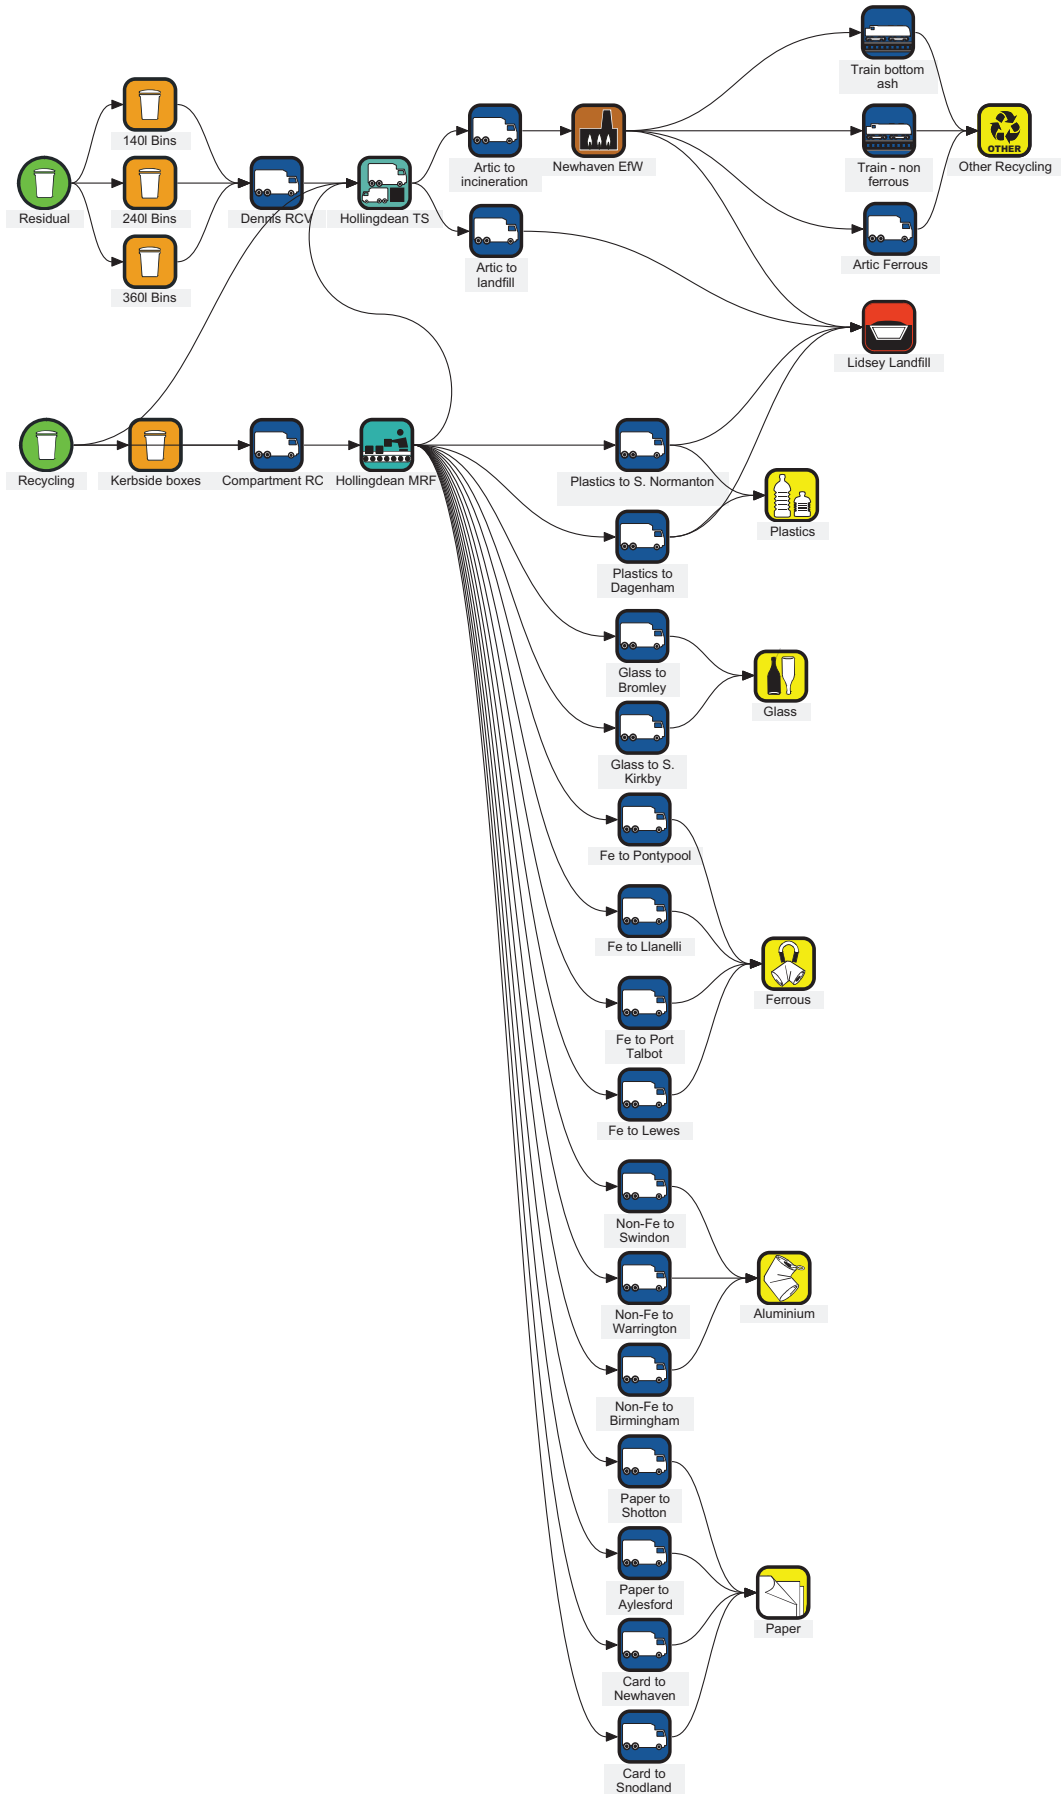 Train bottom
ash
140l Bins
Artic to
incineration
Newhaven EfW
Train - non
ferrous
OTHER
Other Recycling
Residual
240l Bins
Dennis RCV
Hollingdean TS
Artic to
landfill
Artic Ferrous
360l Bins
Lidsey Landfill
Recycling
Kerbside boxes
Compartment RC
Hollingdean MRF
Plastics to S. Normanton
Plastics
Plastics to
Dagenham
Glass to
Bromley
Glass
Glass to S.
Kirkby
Fe to Pontypool
Fe to Llanelli
Ferrous
Fe to Port
Talbot
Fe to Lewes
Non-Fe to
Swindon
Non-Fe to
Warrington
Aluminium
Non-Fe to
Birmingham
Paper to
Shotton
Paper to
Aylesford
Paper
Card to
Newhaven
Card to
Snodland